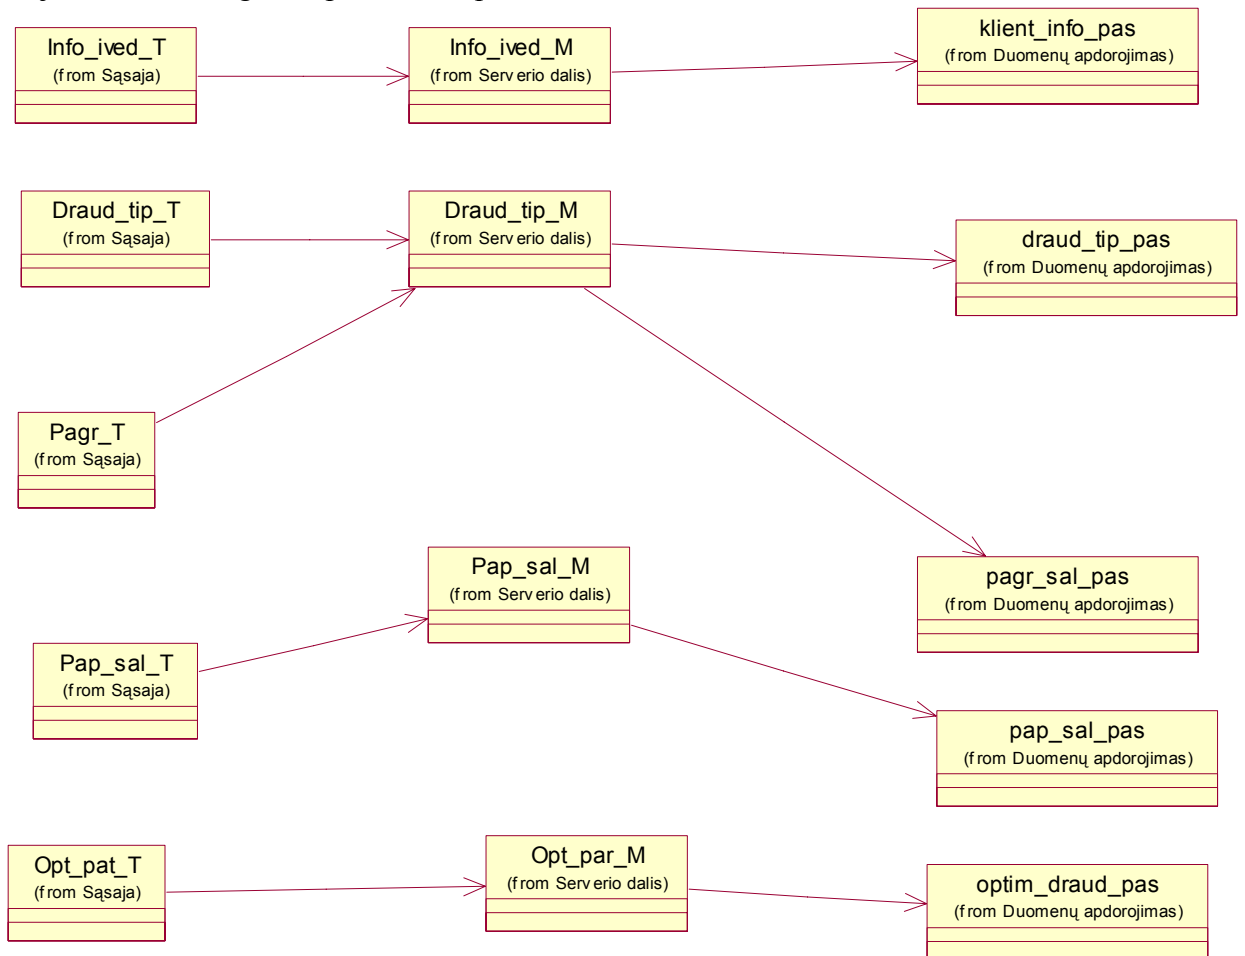 Info_ived_T
(from Sąsaja)
Info_ived_M
(from Serverio dalis)
klient_info_pas
(from Duomenų apdorojimas)
Draud_tip_T
(from Sąsaja)
Draud_tip_M
(from Serverio dalis)
draud_tip_pas
(from Duomenų apdorojimas)
Pagr_T
(from Sąsaja)
Pap_sal_M
(from Serverio dalis)
pagr_sal_pas
(from Duomenų apdorojimas)
Pap_sal_T
(from Sąsaja)
pap_sal_pas
(from Duomenų apdorojimas)
Opt_pat_T
(from Sąsaja)
Opt_par_M
(from Serverio dalis)
optim_draud_pas
(from Duomenų apdorojimas)